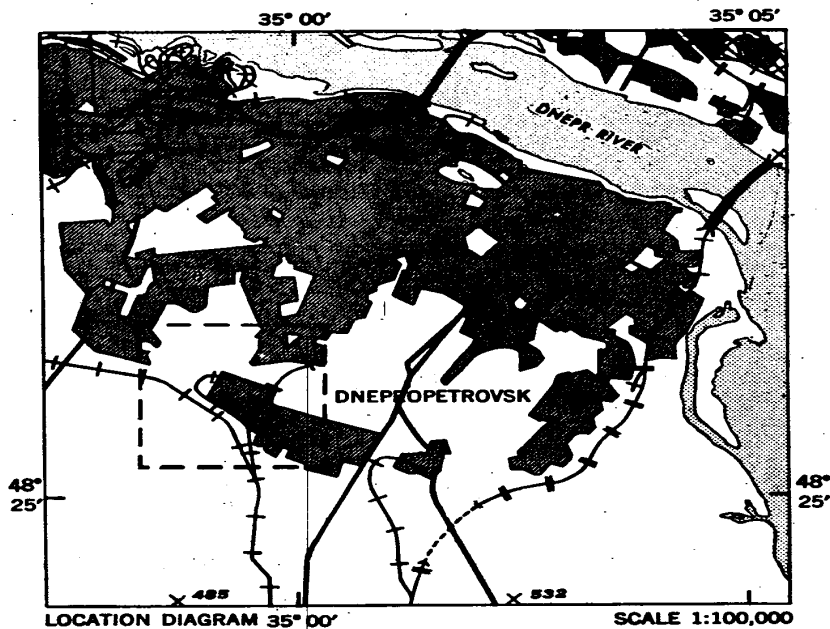 35° 00′ 35° 05′
DNEPR RIVER
DNEPROPETROVSK
48° 25′ 48° 25′
485 532
LOCATION DIAGRAM 35° 00′ SCALE 1:100,000